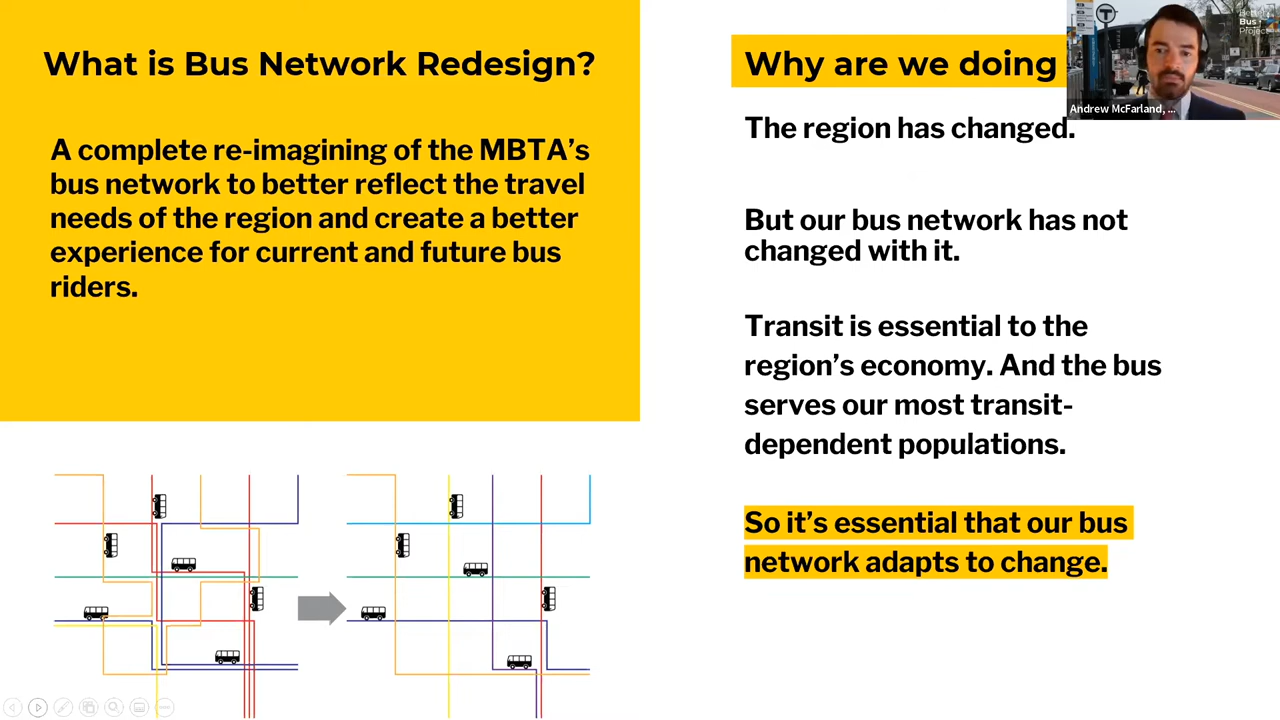 What is Bus Network Redesign?
A complete re-imagining of the MBTA’s
bus network to better reflect the travel
needs of the region and create a better
experience for current and future bus
riders.
Why are we doing
The region has changed.
But our bus network has not
changed with it.
Transit is essential to the
region’s economy. And the bus
serves our most transit-
dependent populations.
So it’s essential that our bus
network adapts to change.
T
Bus
Project
Andrew McFarland, ...